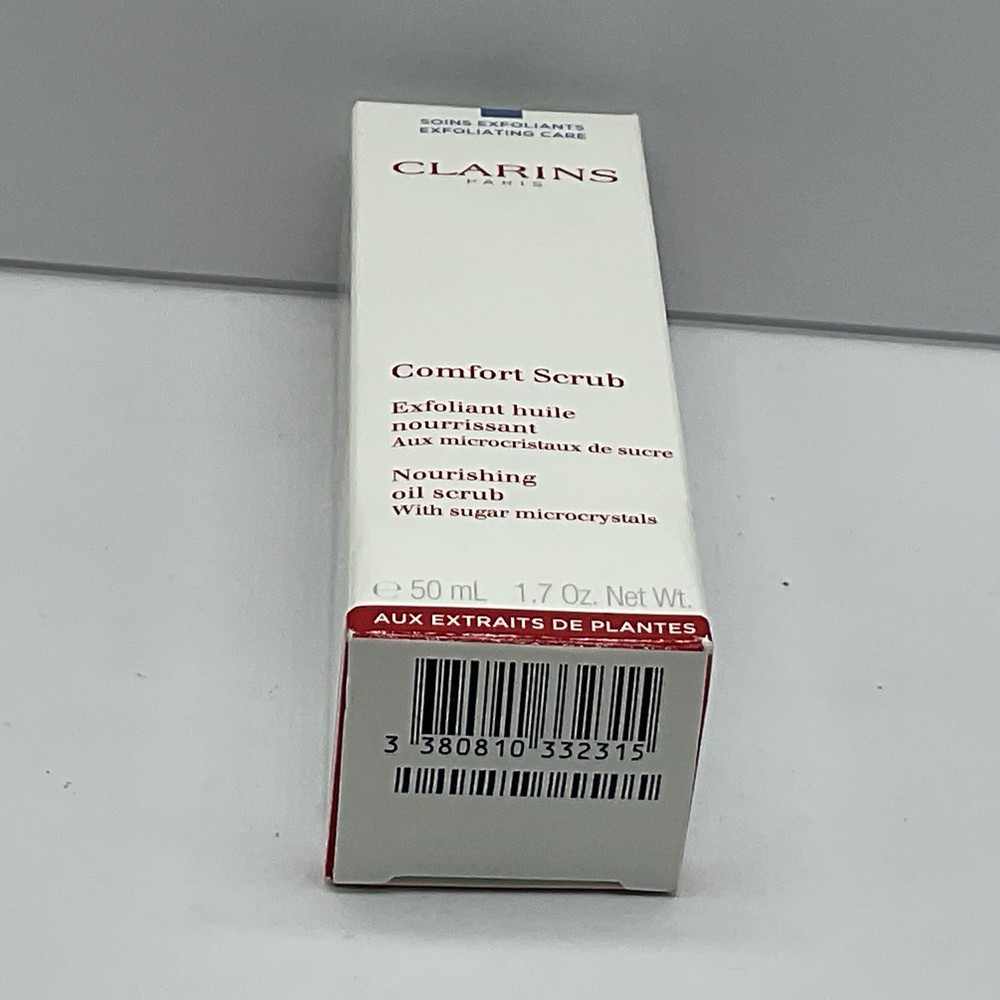 SOINS EXFOLIANTS
EXFOLIATING CARE
CLARINS
PARIS
Comfort Scrub
Exfoliant huile
nourrissant
Aux microcristaux de sucre
Nourishing
oil scrub
With sugar microcrystals
℮ 50 mL 1.7 Oz. Net Wt.
AUX EXTRAITS DE PLANTES
3 380810 332315